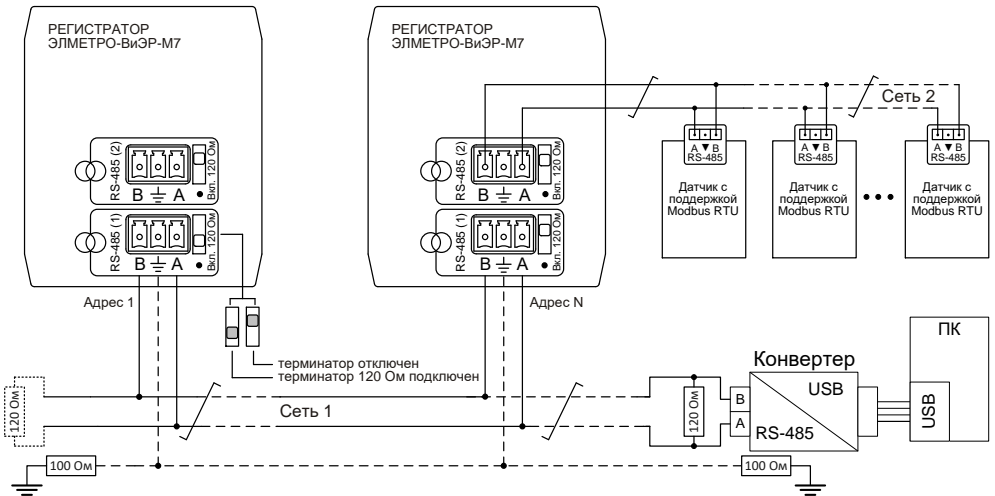 РЕГИСТРАТОР
ЭЛМЕТРО-ВиЭР-М7
RS-485 (2)
B A
Вкл. 120 Ом
RS-485 (1)
B A
Вкл. 120 Ом
Адрес 1
РЕГИСТРАТОР
ЭЛМЕТРО-ВиЭР-М7
RS-485 (2)
B A
Вкл. 120 Ом
RS-485 (1)
B A
Вкл. 120 Ом
Адрес N
Сеть 2
A B
RS-485
Датчик с
поддержкой
Modbus RTU
A B
RS-485
Датчик с
поддержкой
Modbus RTU
A B
RS-485
Датчик с
поддержкой
Modbus RTU
терминатор отключен
терминатор 120 Ом подключен
120 Ом
Сеть 1
120 Ом
Конвертер
B
A
USB
RS-485
ПК
USB
100 Ом
100 Ом